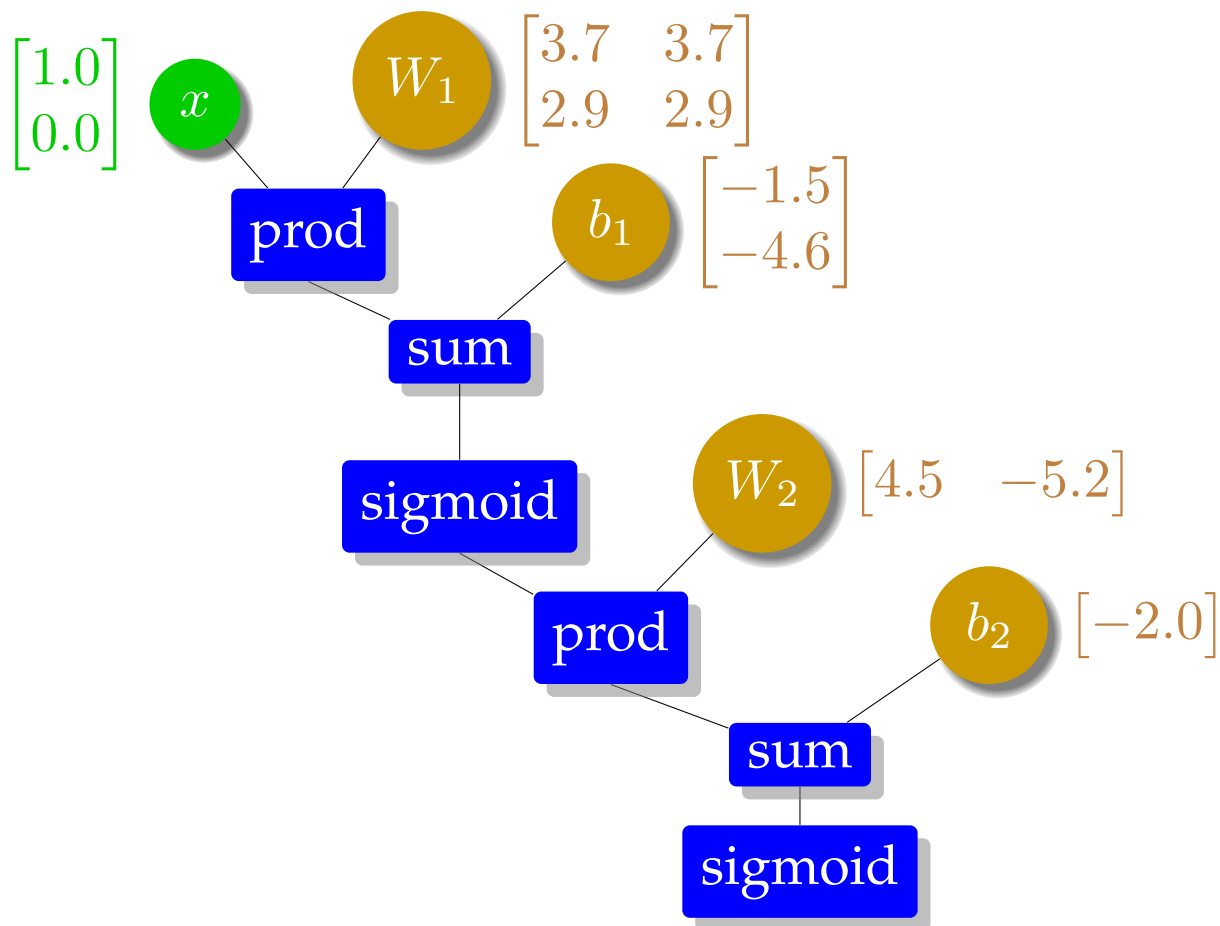 [1.0
0.0]
x
W₁
[3.7 3.7
2.9 2.9]
prod
b₁
[−1.5
−4.6]
sum
sigmoid
W₂
[4.5 −5.2]
prod
b₂
[−2.0]
sum
sigmoid